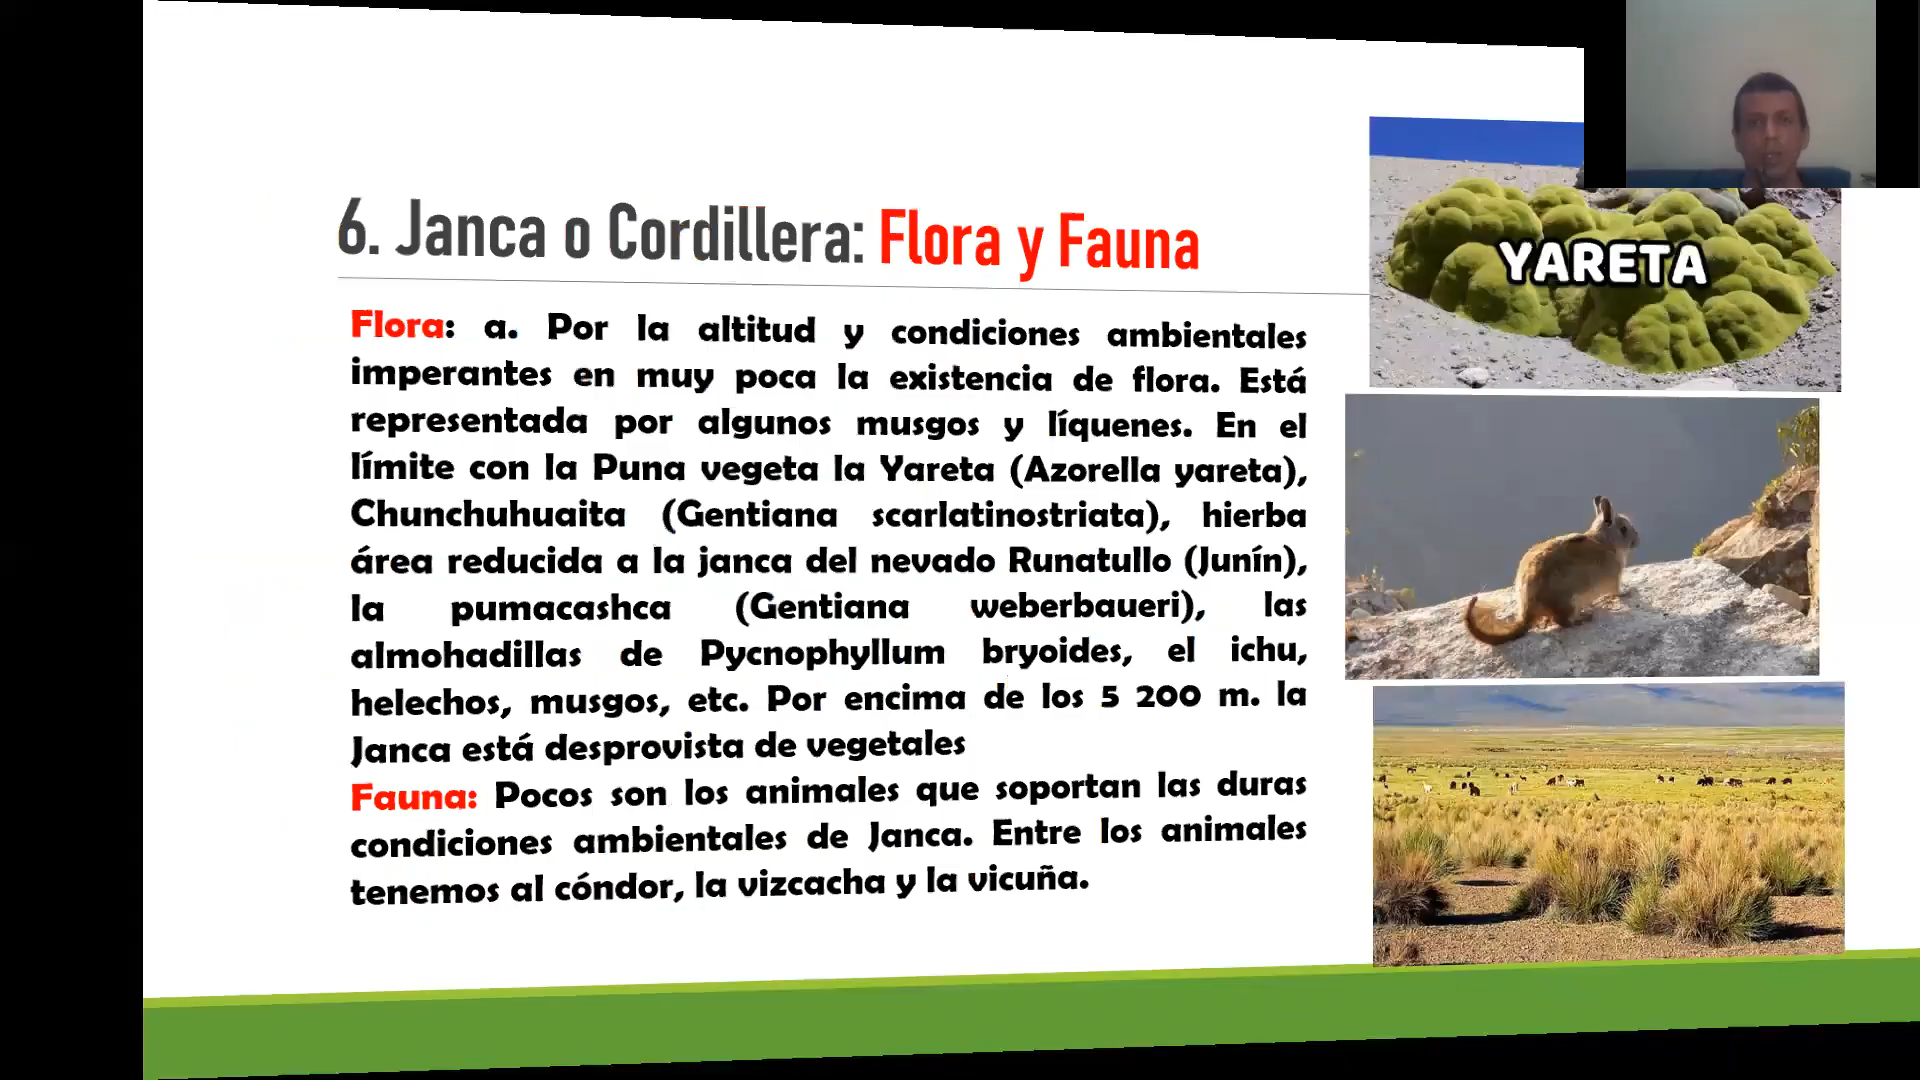 6. Janca o Cordillera: Flora y Fauna
YARETA
Flora: a. Por la altitud y condiciones ambientales
imperantes en muy poca la existencia de flora. Está
representada por algunos musgos y líquenes. En el
límite con la Puna vegeta la Yareta (Azorella yareta),
Chunchuhuaita (Gentiana scarlatinostriata), hierba
área reducida a la janca del nevado Runatullo (Junín),
la pumacashca (Gentiana weberbaueri), las
almohadillas de Pycnophyllum bryoides, el ichu,
helechos, musgos, etc. Por encima de los 5 200 m. la
Janca está desprovista de vegetales
Fauna: Pocos son los animales que soportan las duras
condiciones ambientales de Janca. Entre los animales
tenemos al cóndor, la vizcacha y la vicuña.